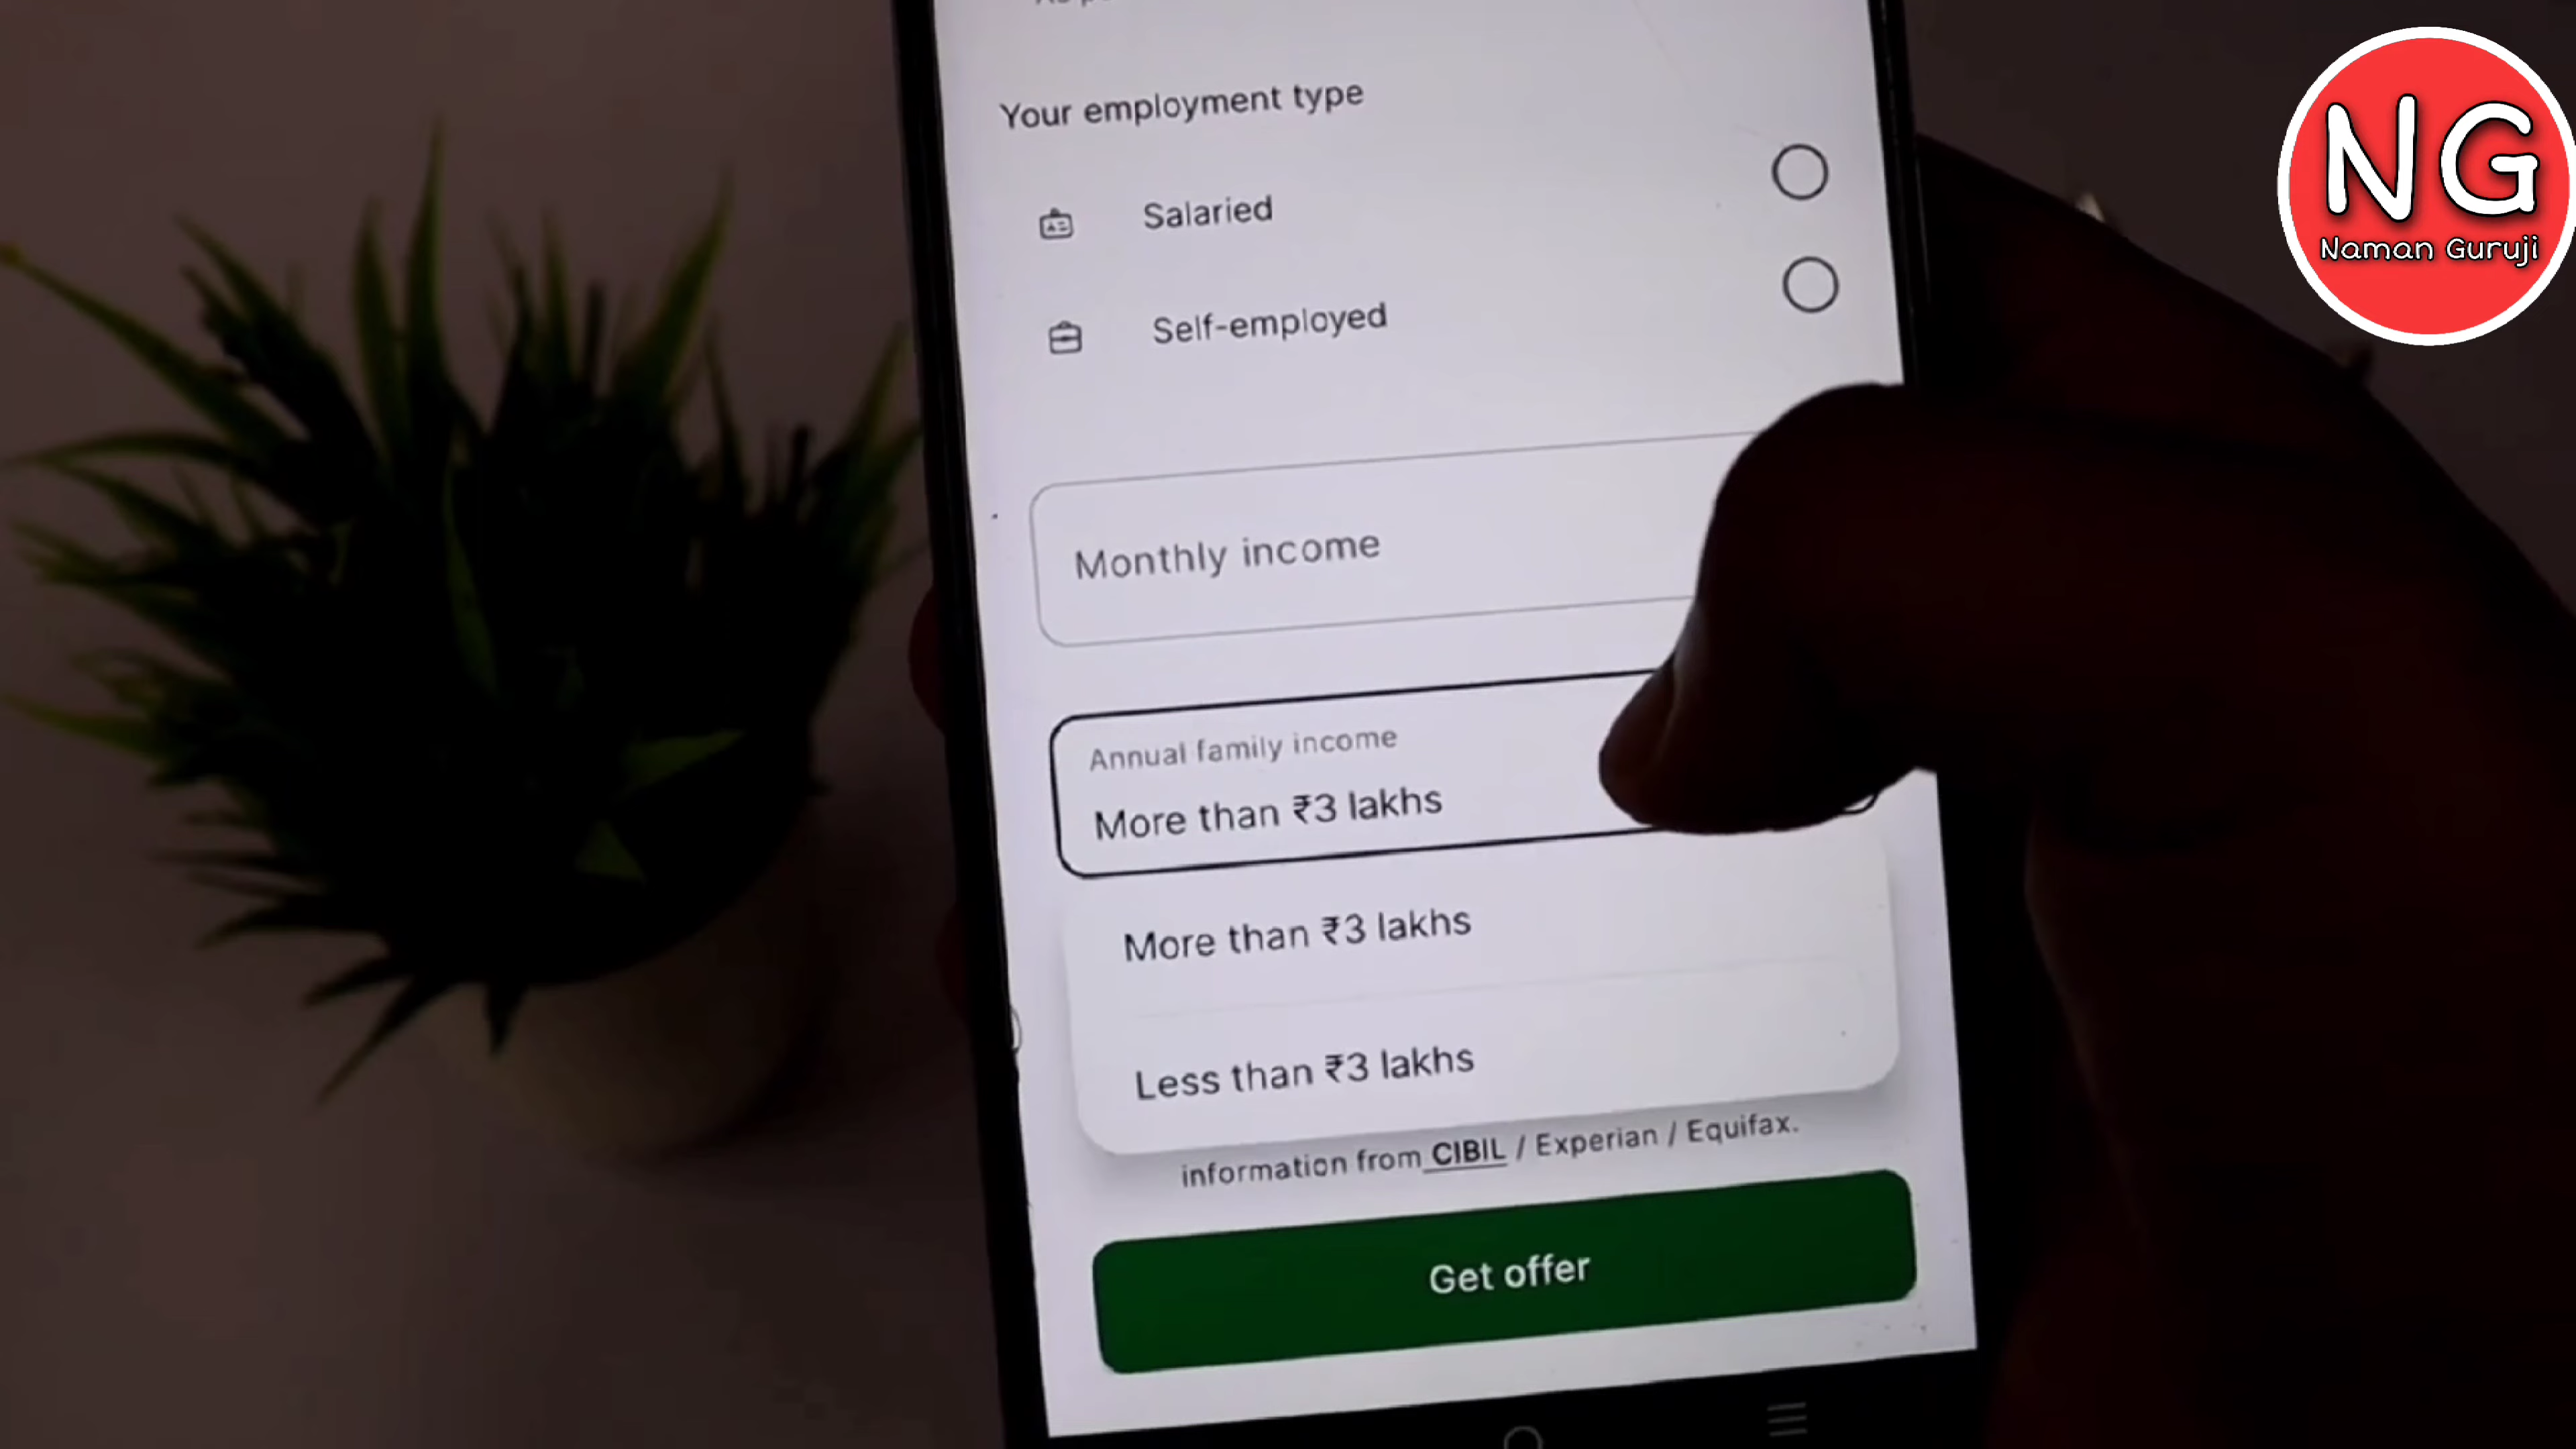 Your employment type
Salaried
Self-employed
Monthly income
Annual family income
More than ₹3 lakhs
More than ₹3 lakhs
Less than ₹3 lakhs
information from CIBIL / Experian / Equifax.
Get offer
NG
Naman Guruji